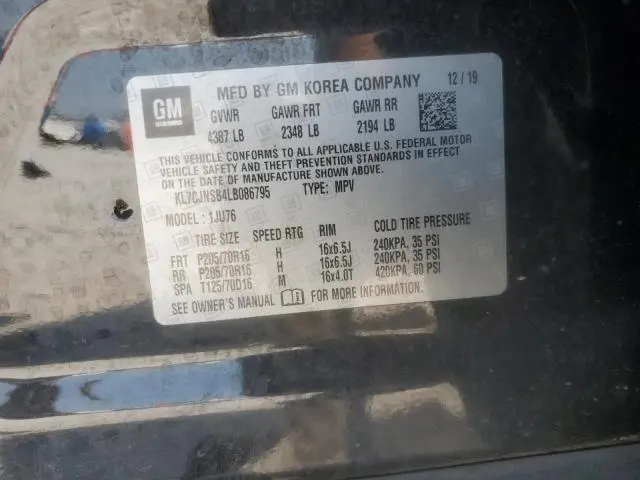 GM
MFD BY GM KOREA COMPANY 12/19
GVWR GAWR FRT GAWR RR
4387 LB 2348 LB 2194 LB
THIS VEHICLE CONFORMS TO ALL APPLICABLE U.S. FEDERAL MOTOR
VEHICLE SAFETY AND THEFT PREVENTION STANDARDS IN EFFECT
ON THE DATE OF MANUFACTURE SHOWN ABOVE.
KL7CJNSB4LB086795 TYPE: MPV
MODEL : 1JU76
TIRE SIZE SPEED RTG RIM COLD TIRE PRESSURE
FRT P205/70R16 H 16x6.5J 240KPA, 35 PSI
RR P205/70R16 H 16x6.5J 240KPA, 35 PSI
SPA T125/70D16 M 16x4.0T 420KPA, 60 PSI
SEE OWNER'S MANUAL FOR MORE INFORMATION.